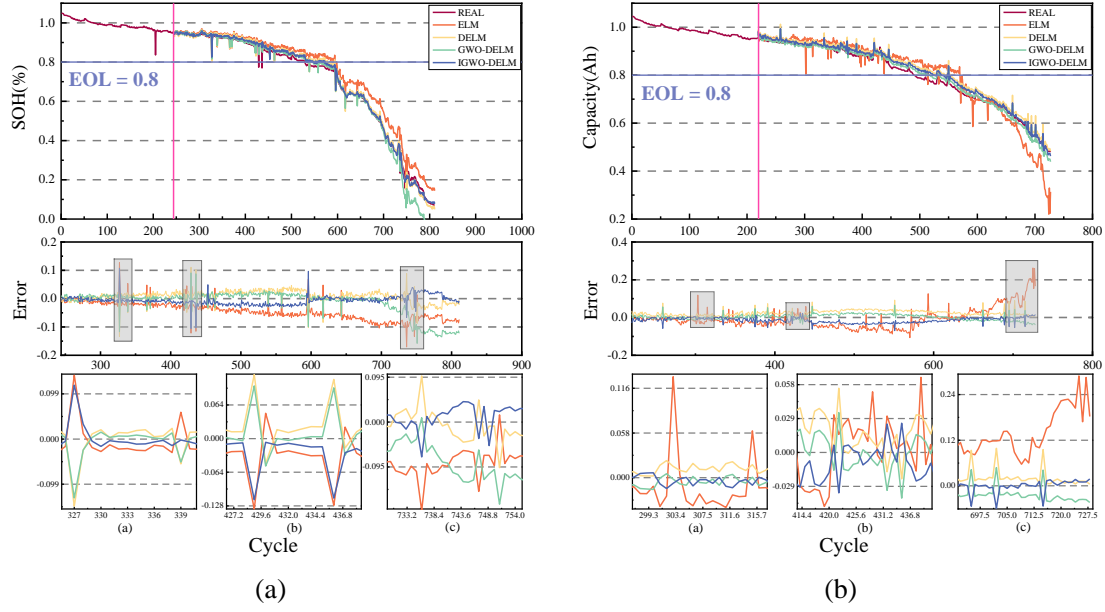 SOH(%)
1.0
0.8
0.6
0.4
0.2
0.0
EOL = 0.8
REAL
ELM
DELM
GWO-DELM
IGWO-DELM
0 100 200 300 400 500 600 700 800 900 1000
Error
0.2
0.1
0.0
-0.1
-0.2
300 400 500 600 700 800 900
0.099
0.000
-0.099
327 330 333 336 339
(a)
0.064
0.000
-0.064
-0.128
427.2 429.6 432.0 434.4 436.8
(b)
0.095
0.000
-0.095
733.2 738.4 743.6 748.8 754.0
(c)
Cycle
(a)
Capacity(Ah)
1.0
0.8
0.6
0.4
0.2
EOL = 0.8
REAL
ELM
DELM
GWO-DELM
IGWO-DELM
0 100 200 300 400 500 600 700 800
Error
0.4
0.2
0.0
-0.2
400 600 800
0.116
0.058
0.000
299.3 303.4 307.5 311.6 315.7
(a)
0.058
0.029
0.000
-0.029
414.4 420.0 425.6 431.2 436.8
(b)
0.24
0.12
0.00
697.5 705.0 712.5 720.0 727.5
(c)
Cycle
(b)